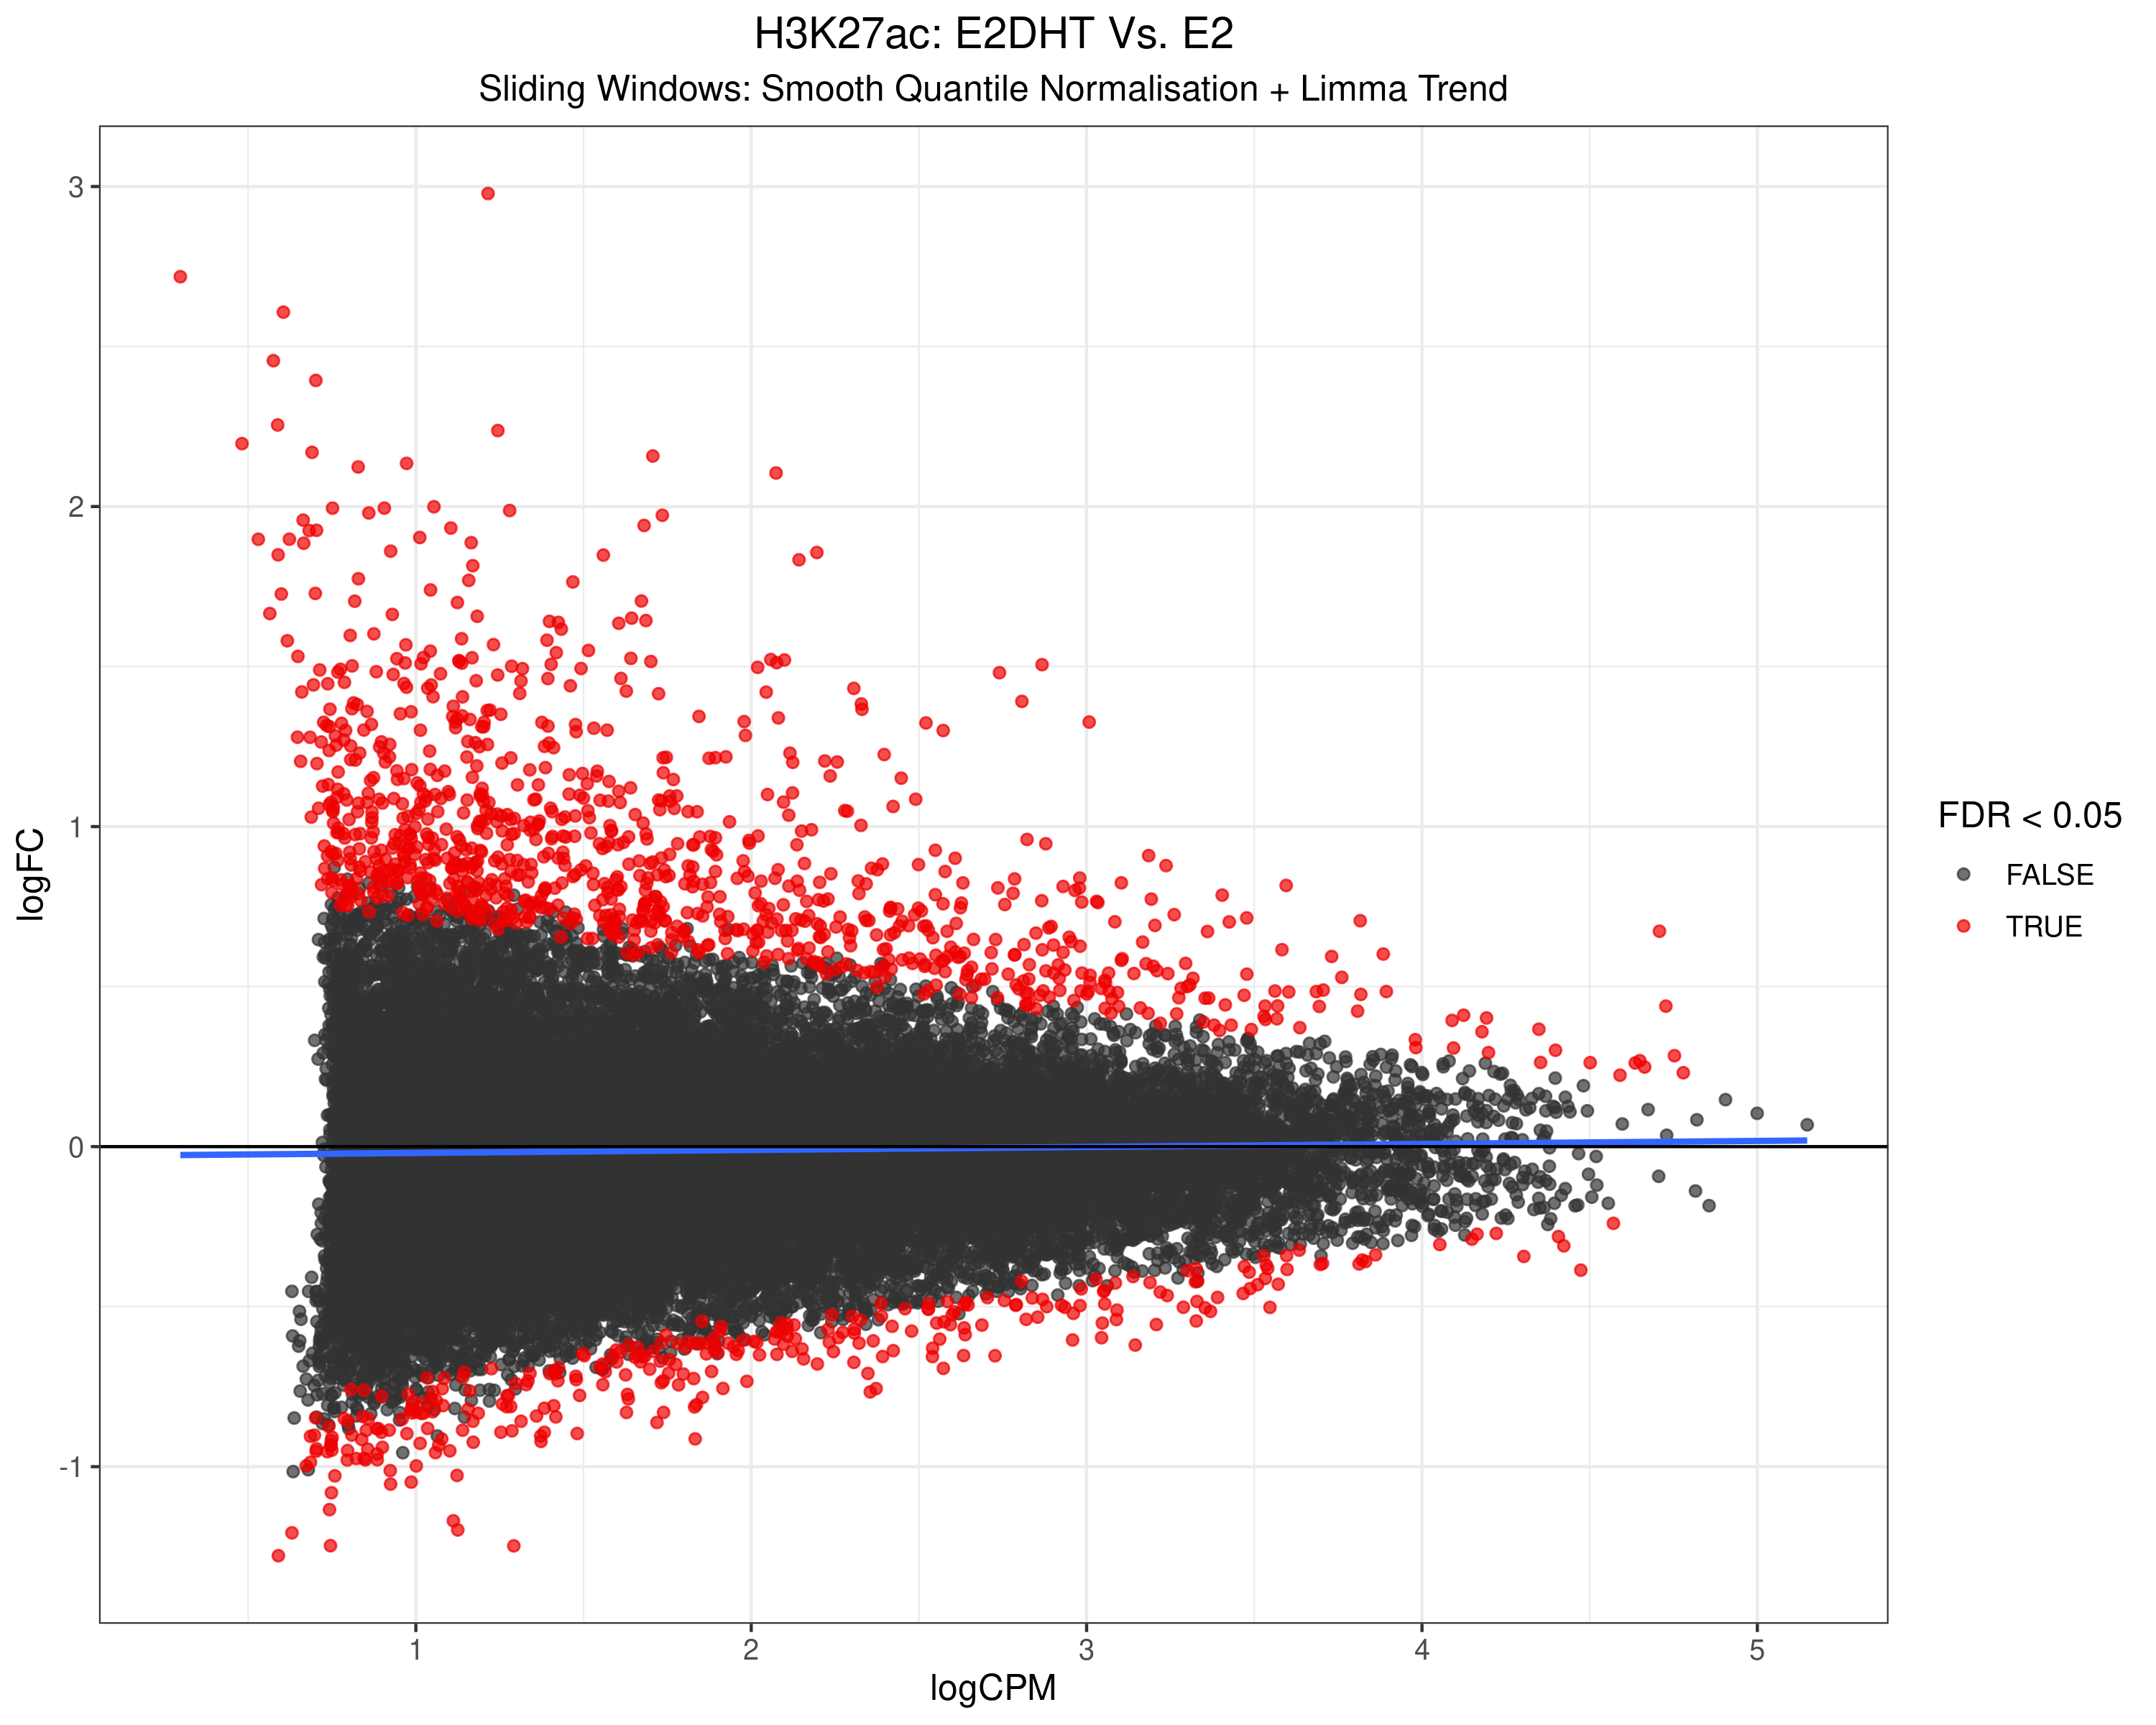 H3K27ac: E2DHT Vs. E2
Sliding Windows: Smooth Quantile Normalisation + Limma Trend
3
2
1
0
-1
logFC
1 2 3 4 5
logCPM
FDR < 0.05
FALSE
TRUE